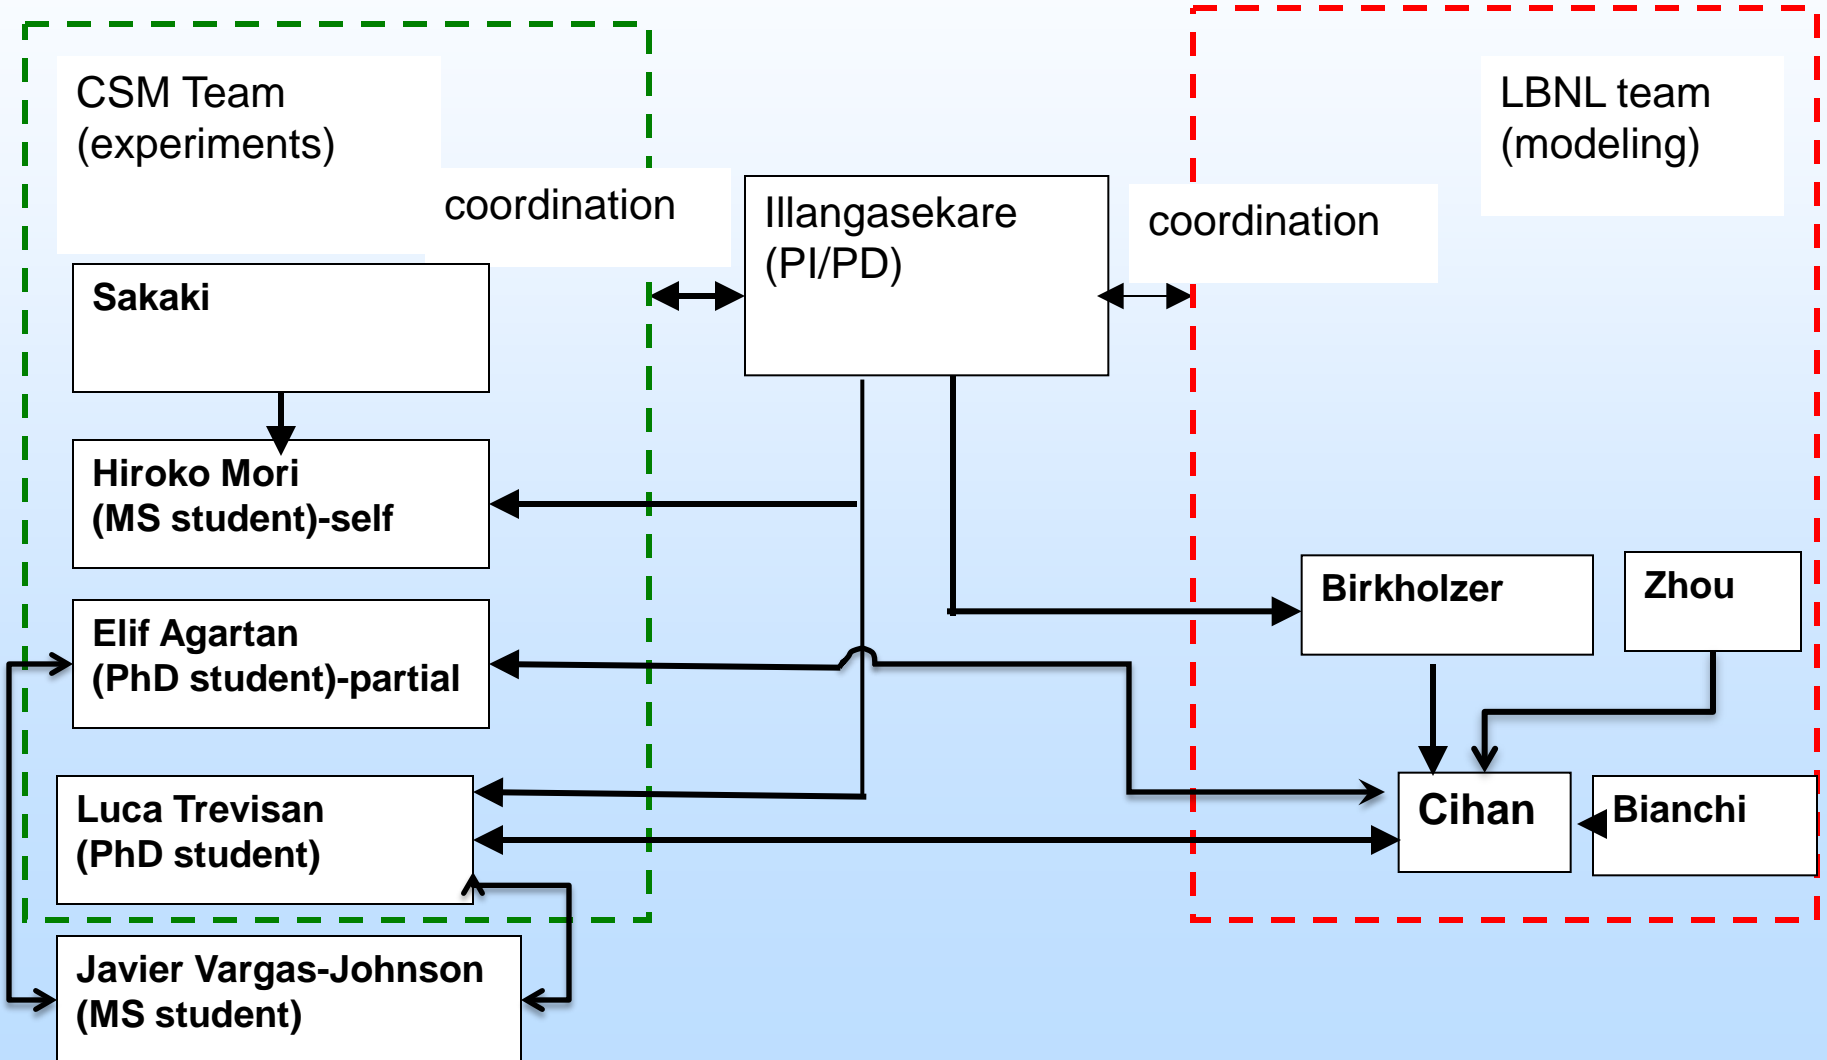 CSM Team
(experiments)
coordination
Illangasekare
(PI/PD)
coordination
LBNL team
(modeling)
Sakaki
Hiroko Mori
(MS student)-self
Elif Agartan
(PhD student)-partial
Luca Trevisan
(PhD student)
Javier Vargas-Johnson
(MS student)
Birkholzer
Zhou
Cihan
Bianchi